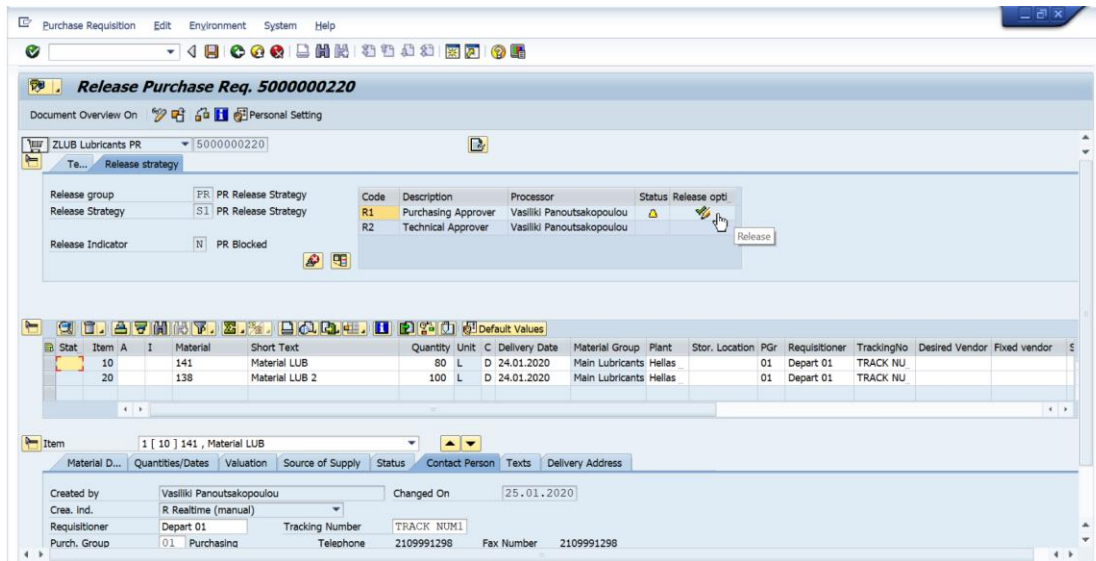 Purchase Requisition Edit Environment System Help
Release Purchase Req. 5000000220
Document Overview On Personal Setting
ZLUB Lubricants PR 5000000220
Te... Release strategy
Release group PR PR Release Strategy
Release Strategy S1 PR Release Strategy
Release Indicator N PR Blocked
Code Description Processor Status Release opti
R1 Purchasing Approver Vasiliki Panoutsakopoulou
R2 Technical Approver Vasiliki Panoutsakopoulou
Release
Default Values
Stat Item A I Material Short Text Quantity Unit C Delivery Date Material Group Plant Stor. Location PGr Requisitioner TrackingNo Desired Vendor Fixed vendor S
10 141 Material LUB 80 L D 24.01.2020 Main Lubricants Hellas 01 Depart 01 TRACK NU
20 138 Material LUB 2 100 L D 24.01.2020 Main Lubricants Hellas 01 Depart 01 TRACK NU
Item 1 [ 10 ] 141 , Material LUB
Material D... Quantities/Dates Valuation Source of Supply Status Contact Person Texts Delivery Address
Created by Vasiliki Panoutsakopoulou Changed On 25.01.2020
Crea. Ind. R Realtime (manual)
Requisitioner Depart 01 Tracking Number TRACK NUM1
Purch. Group 01 Purchasing Telephone 2109991298 Fax Number 2109991298